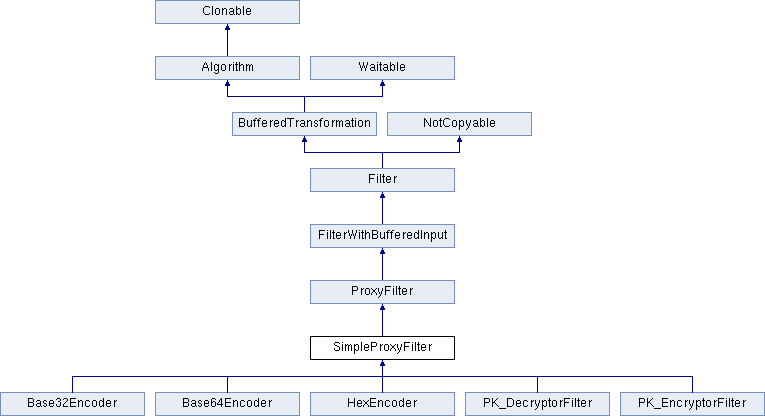 Clonable
Algorithm
Waitable
BufferedTransformation
NotCopyable
Filter
FilterWithBufferedInput
ProxyFilter
SimpleProxyFilter
Base32Encoder
Base64Encoder
HexEncoder
PK_DecryptorFilter
PK_EncryptorFilter